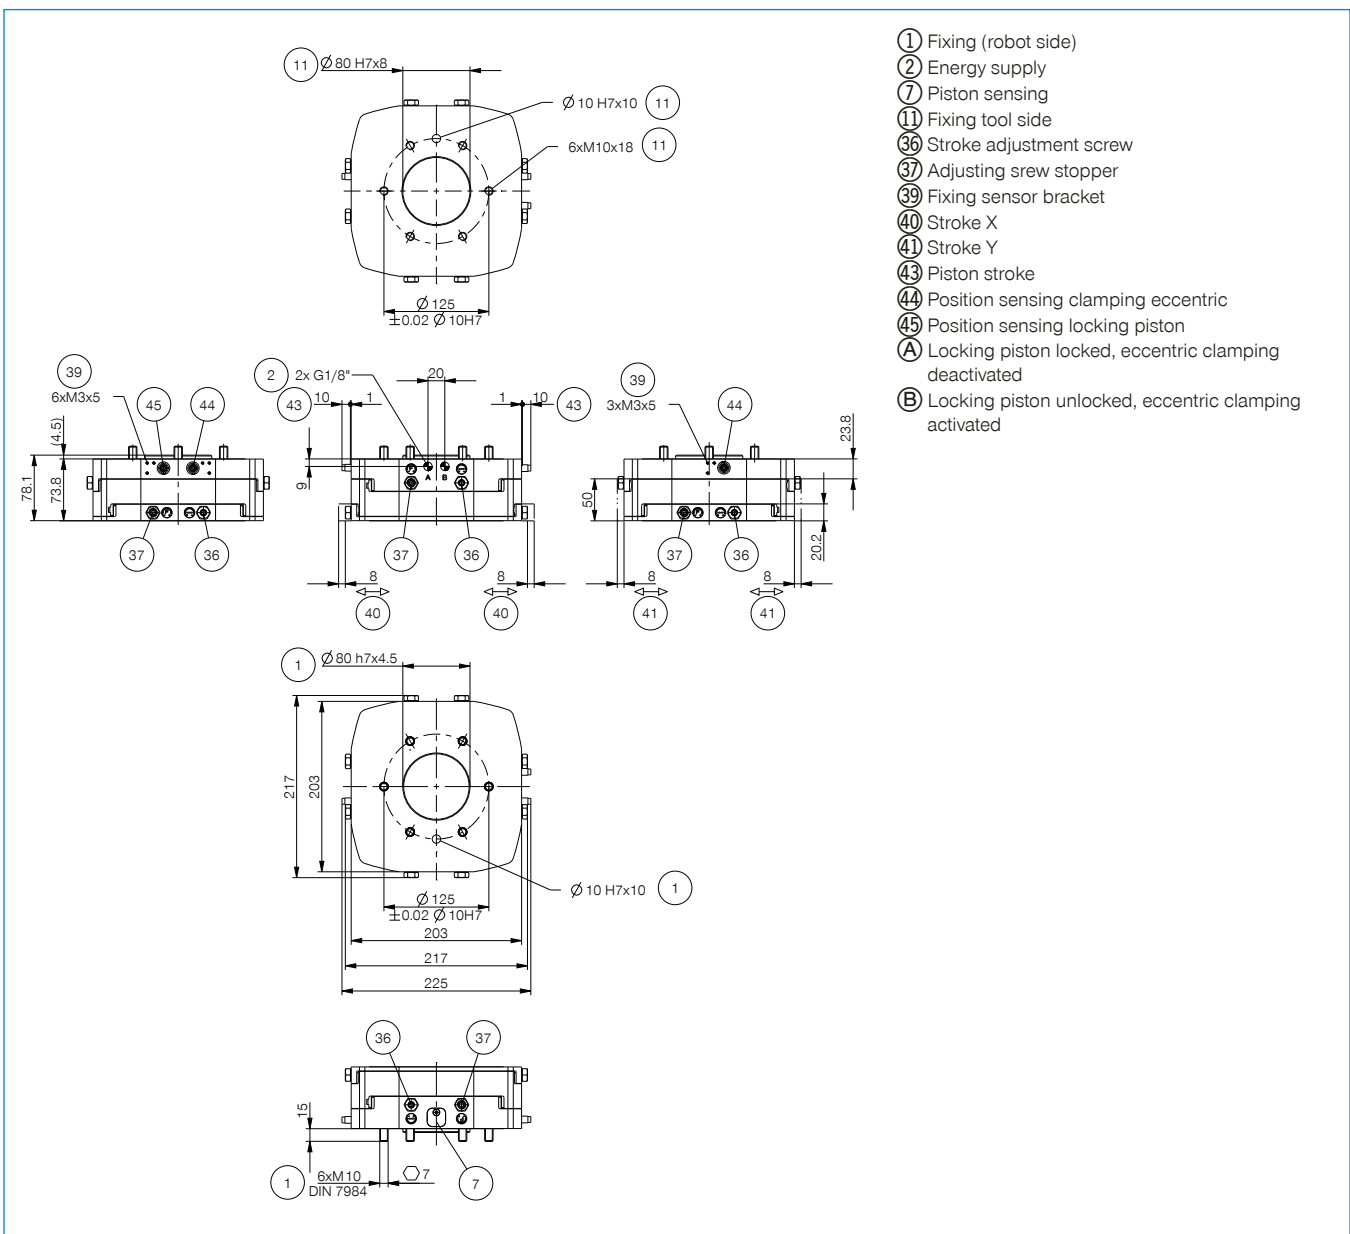 11 Ø 80 H7x8
Ø 10 H7x10 11
6xM10x18 11
Ø 125
±0.02 Ø 10H7
1 Fixing (robot side)
2 Energy supply
7 Piston sensing
11 Fixing tool side
36 Stroke adjustment screw
37 Adjusting srew stopper
39 Fixing sensor bracket
40 Stroke X
41 Stroke Y
43 Piston stroke
44 Position sensing clamping eccentric
45 Position sensing locking piston
A Locking piston locked, eccentric clamping
deactivated
B Locking piston unlocked, eccentric clamping
activated
39
6xM3x5
45
44
(4.5)
78.1
73.8
37
36
2 2x G1/8"
20
43 10 1
1 10 43
9
A B
37
36
8
8
40
40
39
3xM3x5
44
23.8
50
20.2
37
36
8
8
41
41
1 Ø 80 h7x4.5
217
203
Ø 10 H7x10 1
Ø 125
±0.02 Ø 10H7
203
217
225
36
37
15
1 6xM10
DIN 7984
7
7